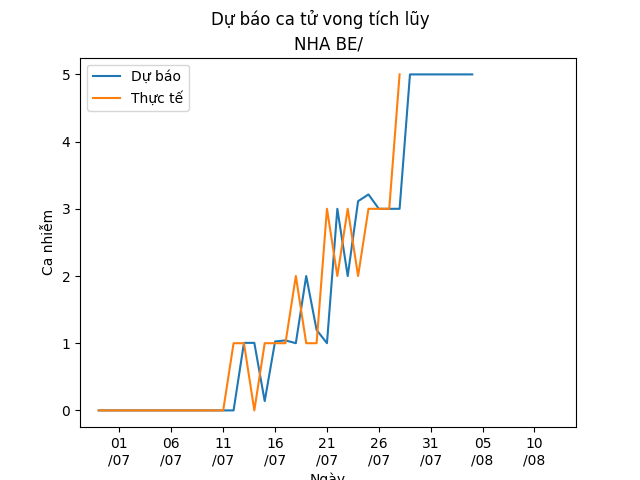 Dự báo ca tử vong tích lũy
NHA BE/
Dự báo
Thực tế
Ca nhiễm
5
4
3
2
1
0
01 06 11 16 21 26 31 05 10
/07 /07 /07 /07 /07 /07 /07 /08 /08
Ngày